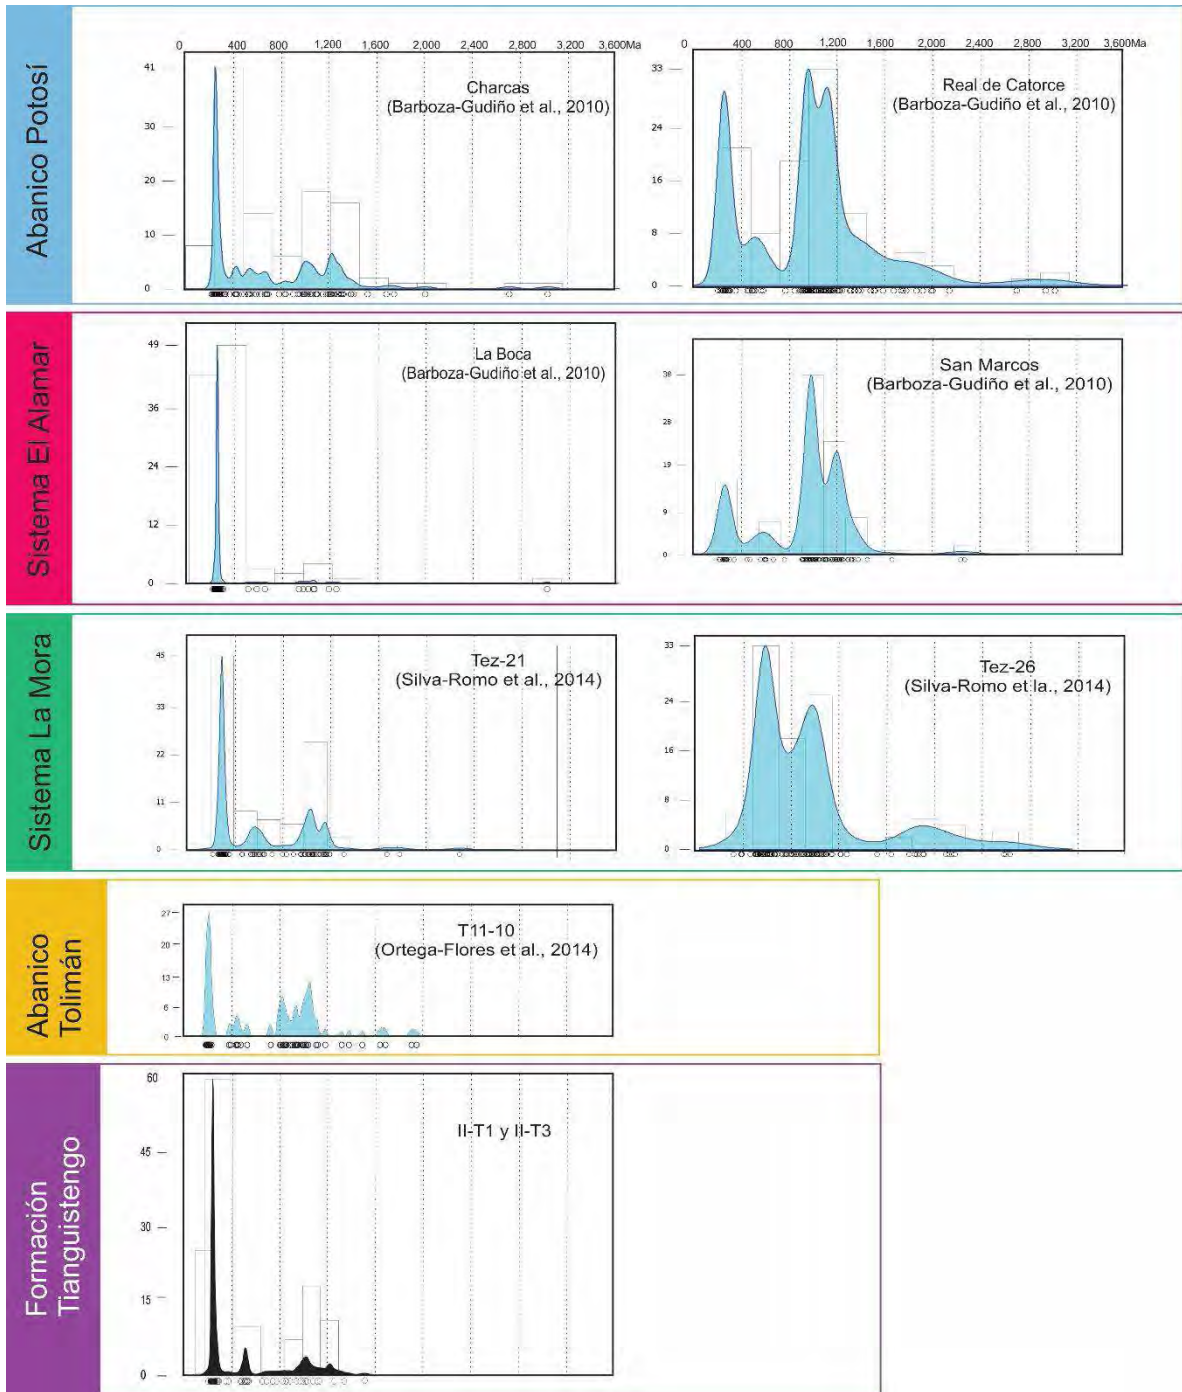 Abanico Potosí
0 400 800 1,200 1,600 2,000 2,400 2,800 3,200 3,600Ma
41
30
20
10
0
Charcas
(Barboza-Gudiño et al., 2010)
0 400 800 1,200 1,600 2,000 2,400 2,800 3,200 3,600Ma
33
24
16
8
0
Real de Catorce
(Barboza-Gudiño et al., 2010)
Sistema El Alamar
49
36
24
12
0
La Boca
(Barboza-Gudiño et al., 2010)
38
28
19
9
0
San Marcos
(Barboza-Gudiño et al., 2010)
Sistema La Mora
45
33
22
11
0
Tez-21
(Silva-Romo et al., 2014)
33
24
16
8
0
Tez-26
(Silva-Romo et la., 2014)
Abanico
Tolimán
27
20
13
6
0
T11-10
(Ortega-Flores et al., 2014)
Formación
Tianguistengo
60
45
30
15
0
II-T1 y II-T3